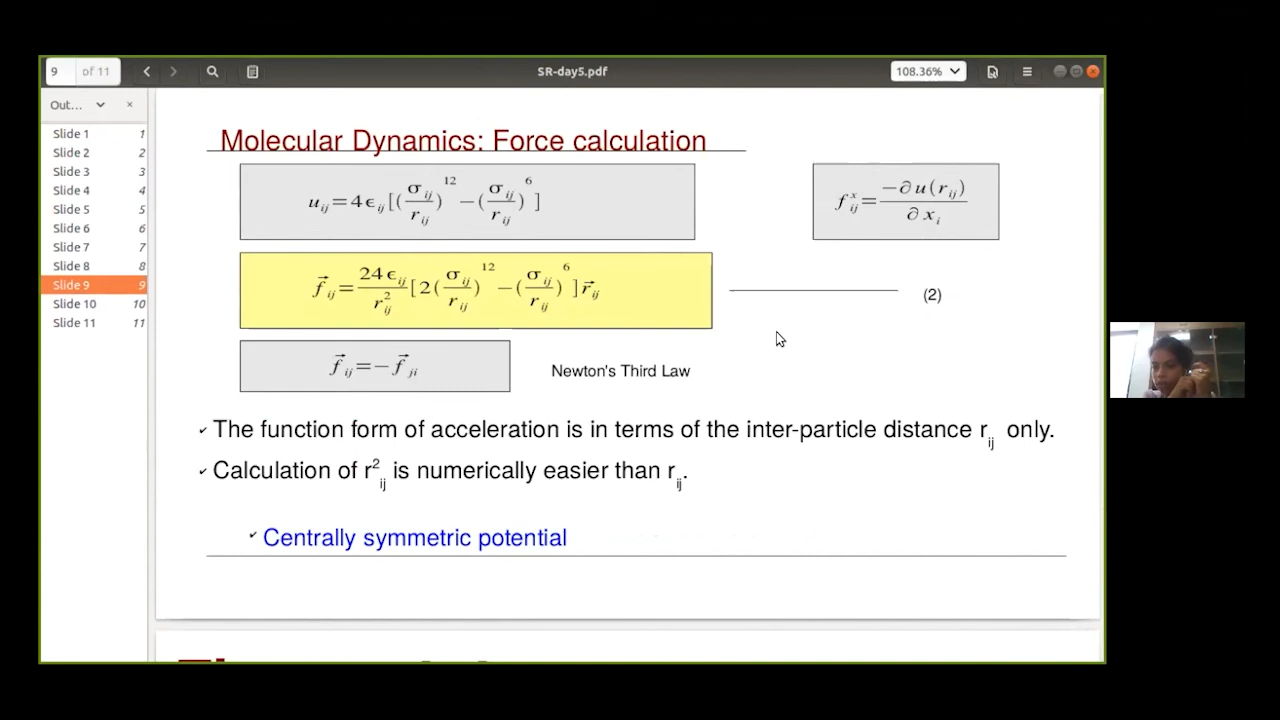 9 of 11
SR-day5.pdf
108.36%
Out...
Slide 1 1
Slide 2 2
Slide 3 3
Slide 4 4
Slide 5 5
Slide 6 6
Slide 7 7
Slide 8 8
Slide 9 9
Slide 10 10
Slide 11 11
Molecular Dynamics: Force calculation
u_ij = 4ϵ_ij [(σ_ij / r_ij)^12 − (σ_ij / r_ij)^6]
f^x_ij = −∂u(r_ij) / ∂x_i
f⃗_ij = 24ϵ_ij / r²_ij [2(σ_ij / r_ij)^12 − (σ_ij / r_ij)^6] r⃗_ij
(2)
f⃗_ij = −f⃗_ji
Newton's Third Law
✓ The function form of acceleration is in terms of the inter-particle distance r_ij only.
✓ Calculation of r²_ij is numerically easier than r_ij.
✓ Centrally symmetric potential